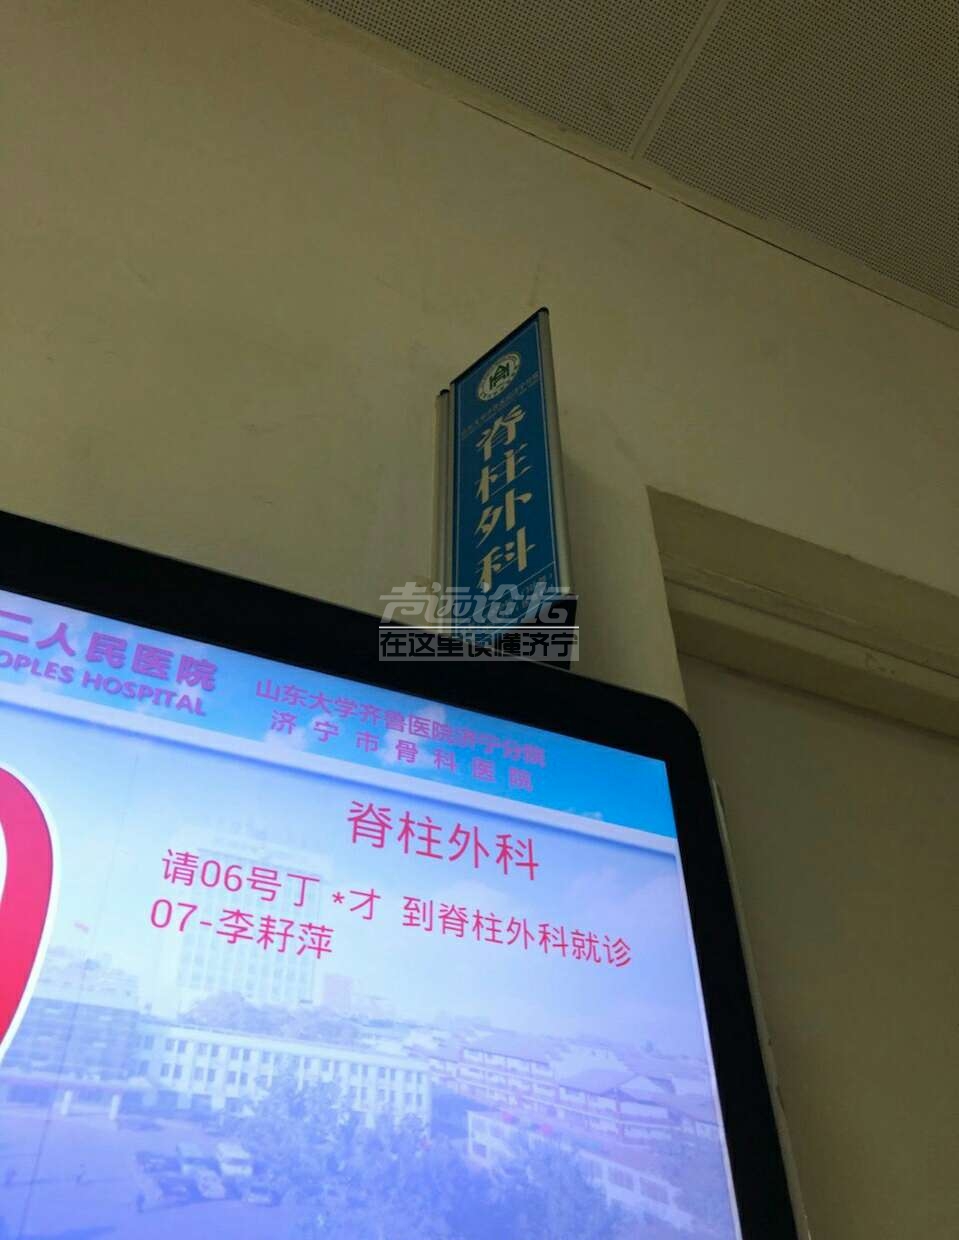 脊柱外科
声远论坛
在这里读懂济宁
二人民医院
OPLES HOSPITAL
山东大学齐鲁医院济宁分院
济宁市骨科医院
脊柱外科
请06号丁 *才 到脊柱外科就诊
07-李耔萍